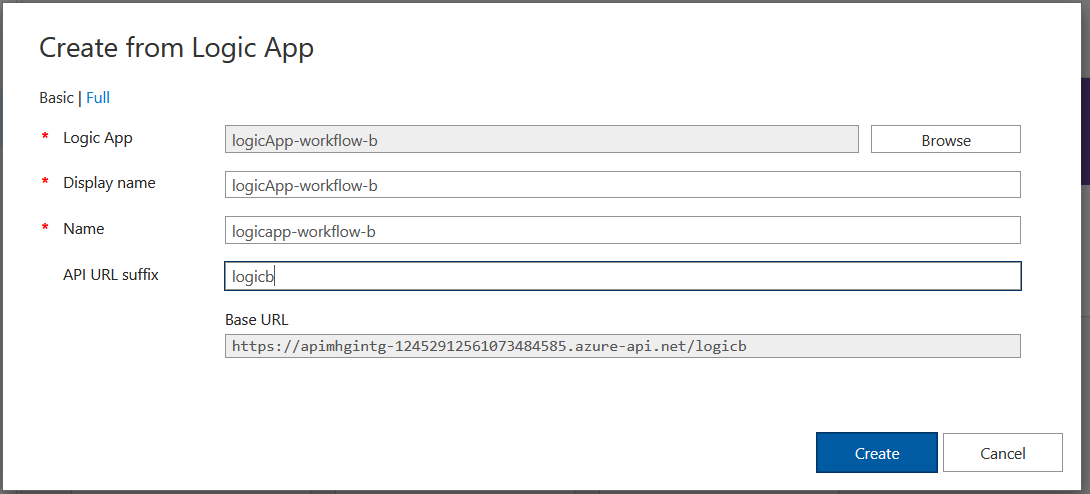 Create from Logic App
Basic | Full
* Logic App logicApp-workflow-b Browse
* Display name logicApp-workflow-b
* Name logicapp-workflow-b
API URL suffix logicb
Base URL
https://apimhgintg-12452912561073484585.azure-api.net/logicb
Create Cancel